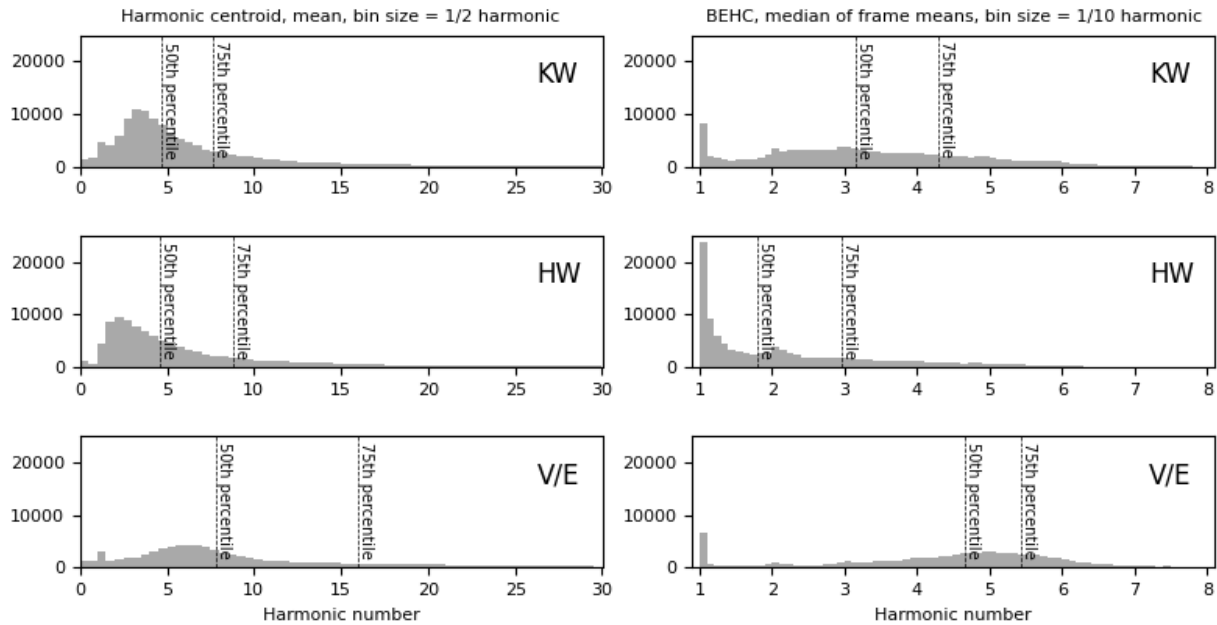 Harmonic centroid, mean, bin size = 1/2 harmonic
20000
10000
0
50th percentile
75th percentile
KW
0 5 10 15 20 25 30
20000
10000
0
50th percentile
75th percentile
HW
0 5 10 15 20 25 30
20000
10000
0
50th percentile
75th percentile
V/E
0 5 10 15 20 25 30
Harmonic number
BEHC, median of frame means, bin size = 1/10 harmonic
20000
10000
0
50th percentile
75th percentile
KW
1 2 3 4 5 6 7 8
20000
10000
0
50th percentile
75th percentile
HW
1 2 3 4 5 6 7 8
20000
10000
0
50th percentile
75th percentile
V/E
1 2 3 4 5 6 7 8
Harmonic number